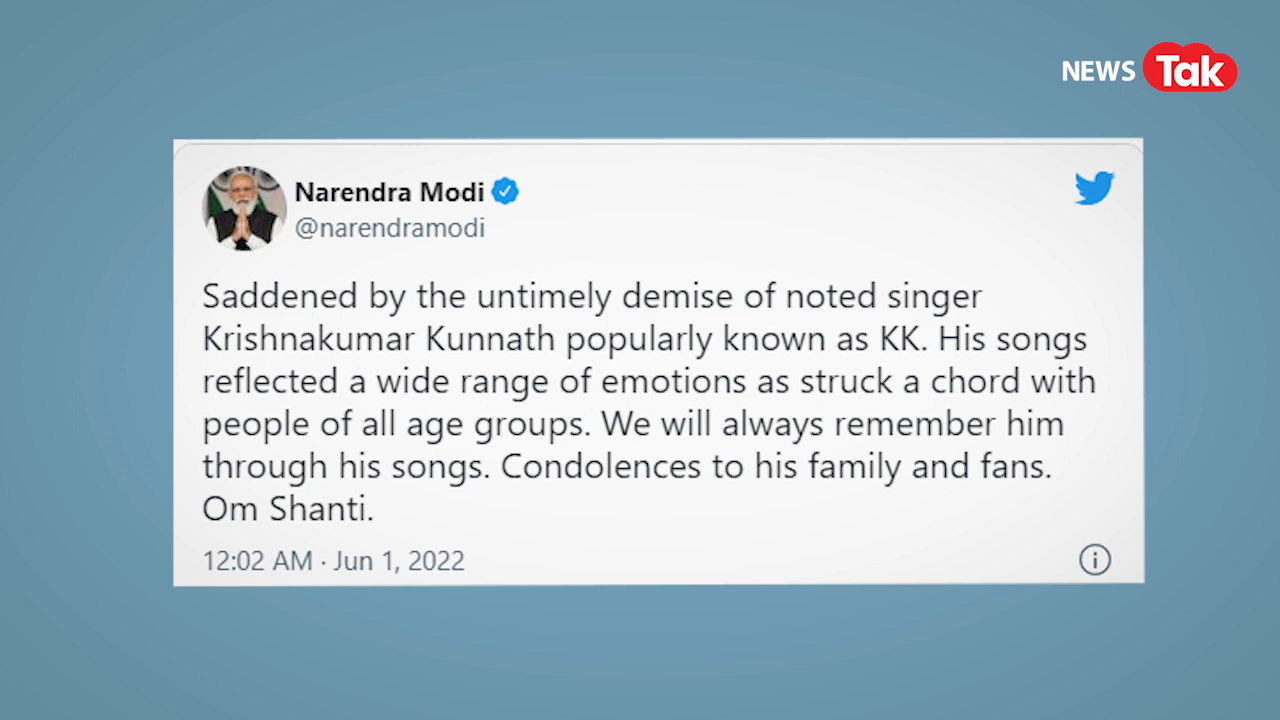 NEWS Tak
Narendra Modi
@narendramodi
Saddened by the untimely demise of noted singer
Krishnakumar Kunnath popularly known as KK. His songs
reflected a wide range of emotions as struck a chord with
people of all age groups. We will always remember him
through his songs. Condolences to his family and fans.
Om Shanti.
12:02 AM · Jun 1, 2022